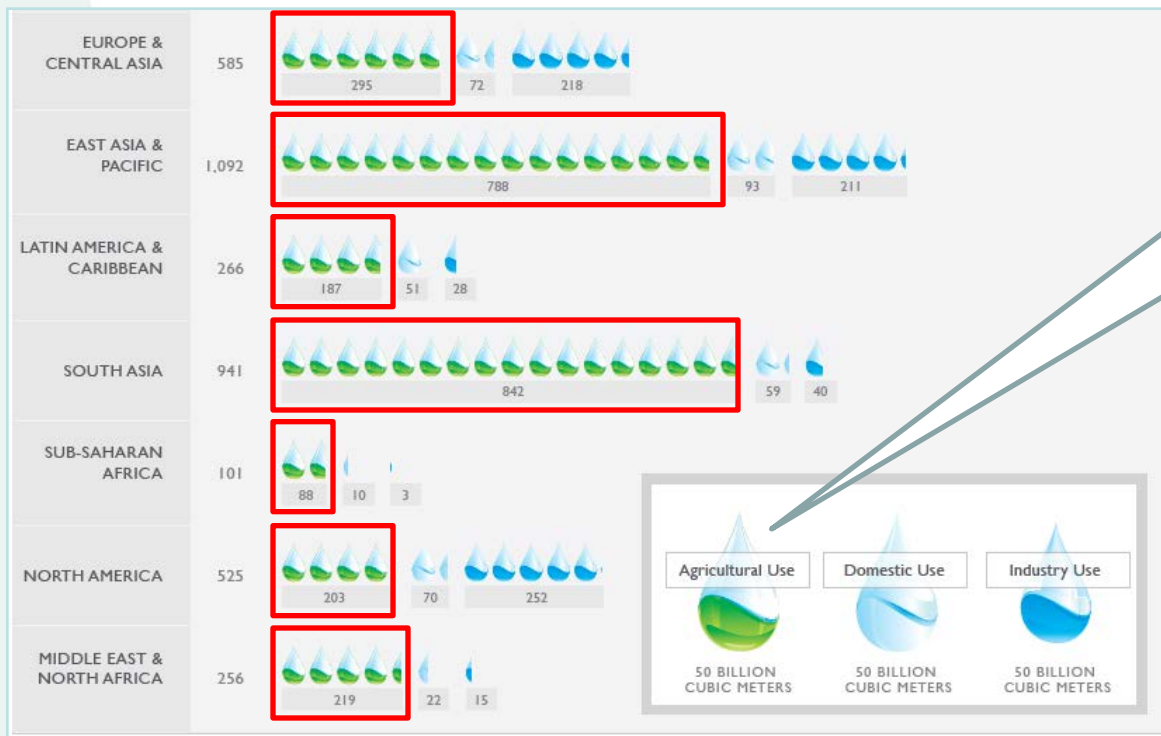 EUROPE &
CENTRAL ASIA
585
295
72
218
EAST ASIA &
PACIFIC
1,092
788
93
211
LATIN AMERICA &
CARIBBEAN
266
187
51
28
SOUTH ASIA
941
842
59
40
SUB-SAHARAN
AFRICA
101
88
10
3
NORTH AMERICA
525
203
70
252
MIDDLE EAST &
NORTH AFRICA
256
219
22
15
Agricultural Use
Domestic Use
Industry Use
50 BILLION
CUBIC METERS
50 BILLION
CUBIC METERS
50 BILLION
CUBIC METERS